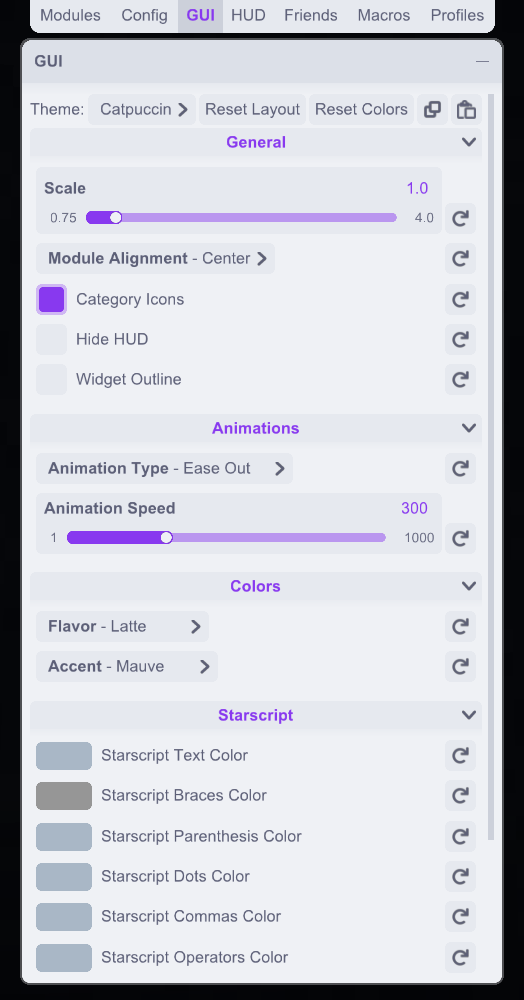 Modules Config GUI HUD Friends Macros Profiles
GUI
Theme: Catpuccin Reset Layout Reset Colors
General
Scale 1.0
0.75 4.0
Module Alignment - Center
Category Icons
Hide HUD
Widget Outline
Animations
Animation Type - Ease Out
Animation Speed 300
1 1000
Colors
Flavor - Latte
Accent - Mauve
Starscript
Starscript Text Color
Starscript Braces Color
Starscript Parenthesis Color
Starscript Dots Color
Starscript Commas Color
Starscript Operators Color